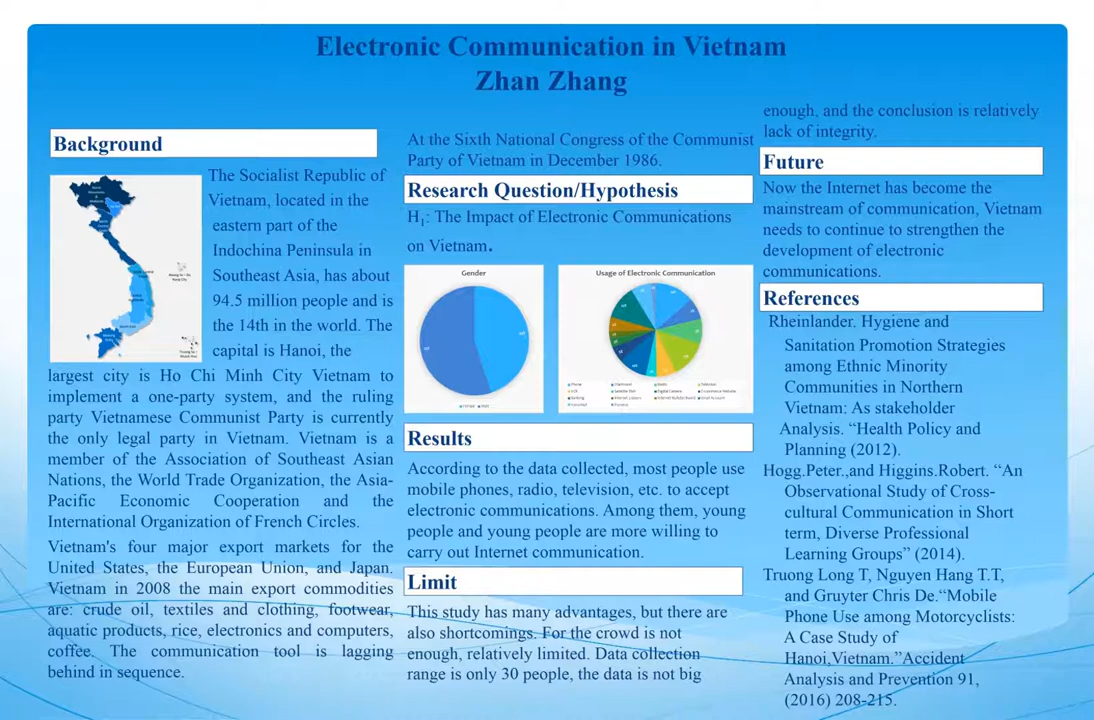 Electronic Communication in Vietnam
Zhan Zhang
Background
The Socialist Republic of
Vietnam, located in the
eastern part of the
Indochina Peninsula in
Southeast Asia, has about
94.5 million people and is
the 14th in the world. The
capital is Hanoi, the
largest city is Ho Chi Minh City Vietnam to
implement a one-party system, and the ruling
party Vietnamese Communist Party is currently
the only legal party in Vietnam. Vietnam is a
member of the Association of Southeast Asian
Nations, the World Trade Organization, the Asia-
Pacific Economic Cooperation and the
International Organization of French Circles.
Vietnam's four major export markets for the
United States, the European Union, and Japan.
Vietnam in 2008 the main export commodities
are: crude oil, textiles and clothing, footwear,
aquatic products, rice, electronics and computers,
coffee. The communication tool is lagging
behind in sequence.
At the Sixth National Congress of the Communist
Party of Vietnam in December 1986.
Research Question/Hypothesis
H1: The Impact of Electronic Communications
on Vietnam.
Gender
Usage of Electronic Communication
Results
According to the data collected, most people use
mobile phones, radio, television, etc. to accept
electronic communications. Among them, young
people and young people are more willing to
carry out Internet communication.
Limit
This study has many advantages, but there are
also shortcomings. For the crowd is not
enough, relatively limited. Data collection
range is only 30 people, the data is not big
enough, and the conclusion is relatively
lack of integrity.
Future
Now the Internet has become the
mainstream of communication, Vietnam
needs to continue to strengthen the
development of electronic
communications.
References
Rheinlander. Hygiene and
Sanitation Promotion Strategies
among Ethnic Minority
Communities in Northern
Vietnam: As stakeholder
Analysis. “Health Policy and
Planning (2012).
Hogg.Peter.,and Higgins.Robert. “An
Observational Study of Cross-
cultural Communication in Short
term, Diverse Professional
Learning Groups” (2014).
Truong Long T, Nguyen Hang T.T,
and Gruyter Chris De.“Mobile
Phone Use among Motorcyclists:
A Case Study of
Hanoi,Vietnam.”Accident
Analysis and Prevention 91,
(2016) 208-215.